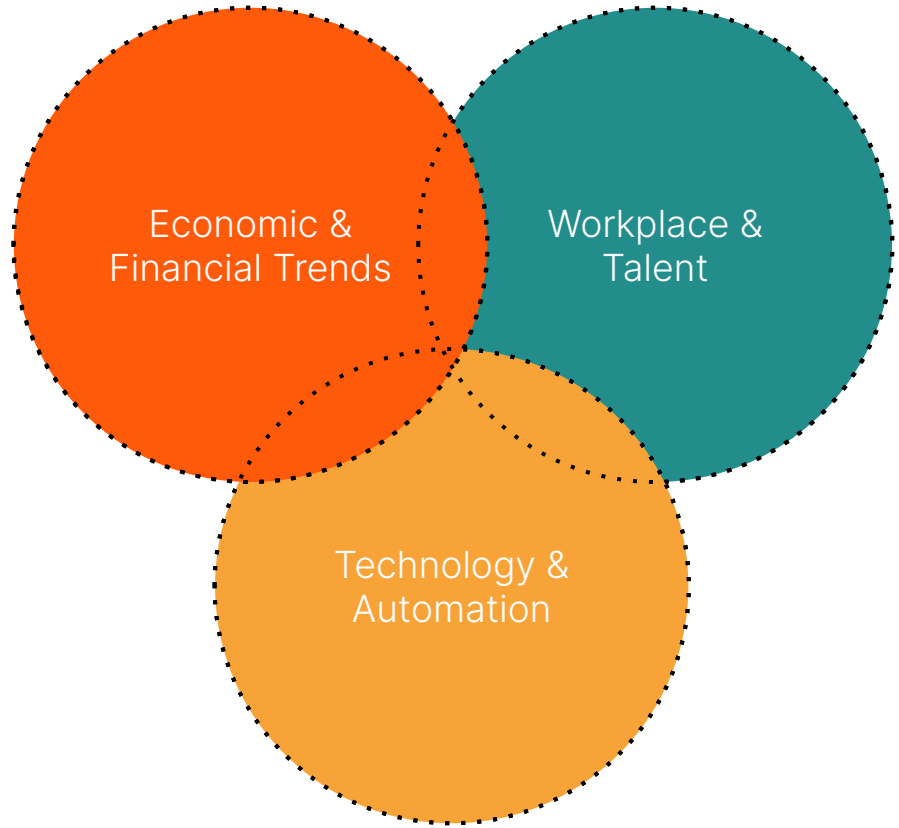 Economic &
Financial Trends
Workplace &
Talent
Technology &
Automation